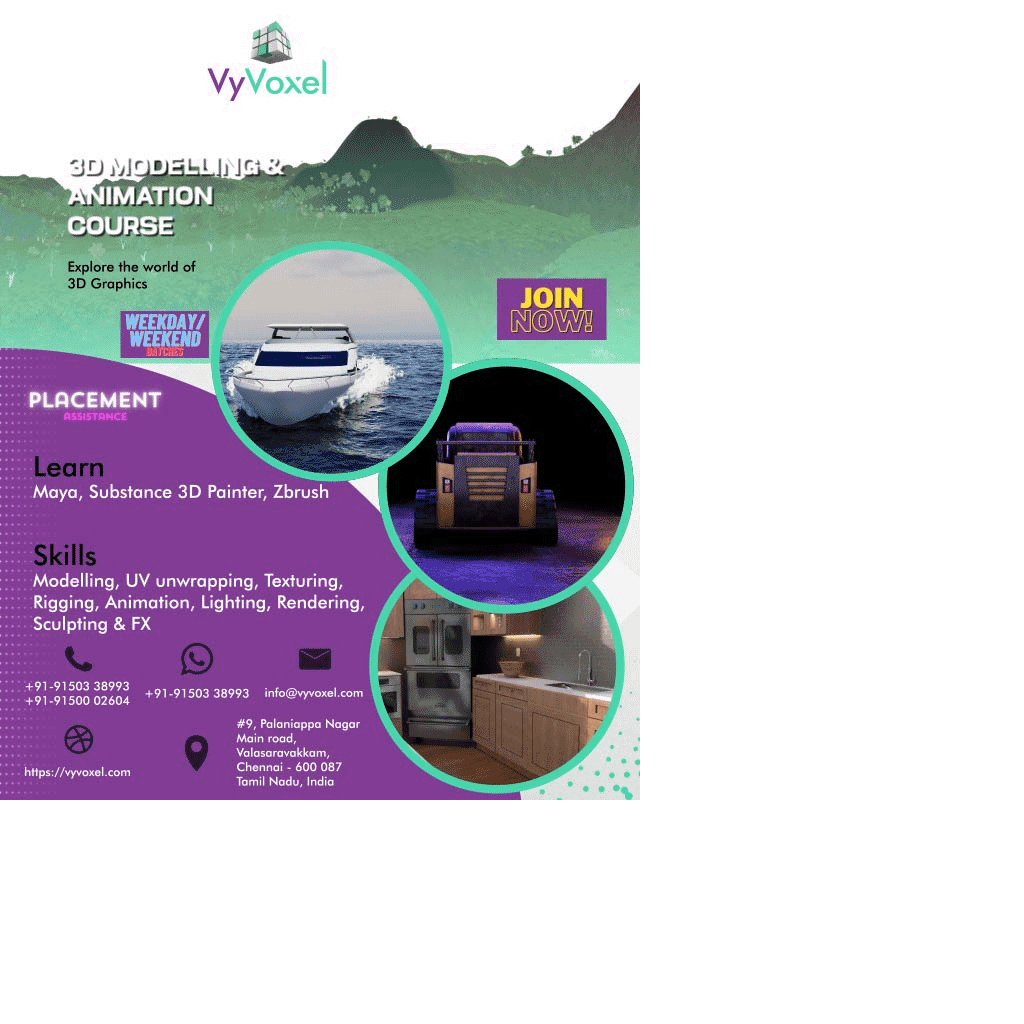 VyVoxel
3D MODELLING &
ANIMATION
COURSE
Explore the world of
3D Graphics
JOIN
NOW!
WEEKDAY/
WEEKEND
BATCHES
PLACEMENT
ASSISTANCE
Learn
Maya, Substance 3D Painter, Zbrush
Skills
Modelling, UV unwrapping, Texturing,
Rigging, Animation, Lighting, Rendering,
Sculpting & FX
+91-91503 38993
+91-91500 02604
+91-91503 38993
info@vyvoxel.com
https://vyvoxel.com
#9, Palaniappa Nagar
Main road,
Valasaravakkam,
Chennai - 600 087
Tamil Nadu, India